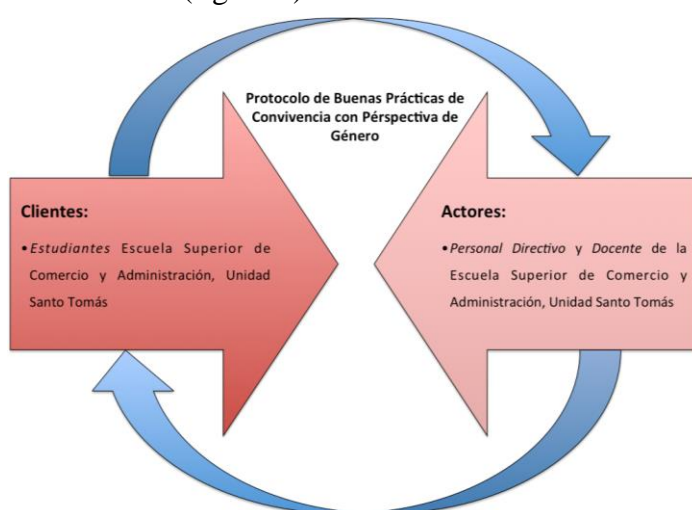 Protocolo de Buenas Prácticas de
Convivencia con Pérspectiva de
Género
Clientes:
•Estudiantes Escuela Superior de
Comercio y Administración, Unidad
Santo Tomás
Actores:
•Personal Directivo y Docente de la
Escuela Superior de Comercio y
Administración, Unidad Santo Tomás